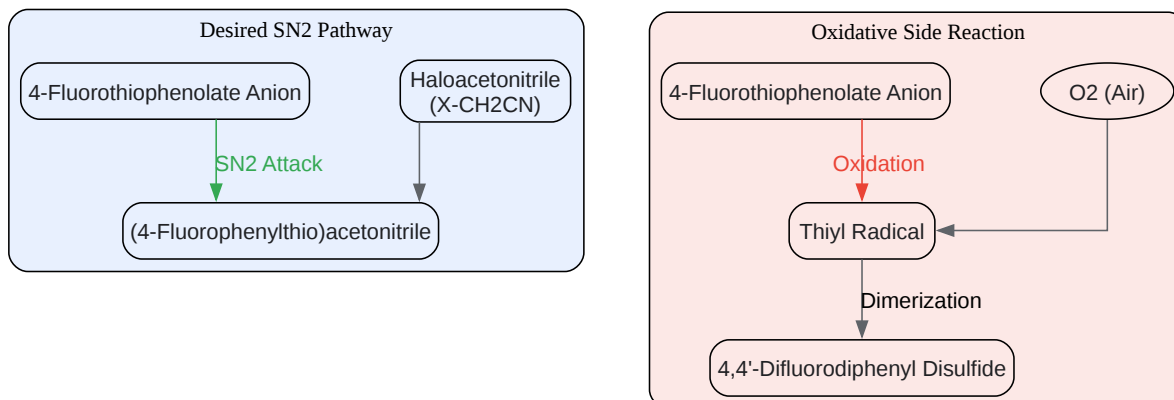 Desired SN2 Pathway
4-Fluorothiophenolate Anion
Haloacetonitrile
(X-CH2CN)
SN2 Attack
(4-Fluorophenylthio)acetonitrile
Oxidative Side Reaction
4-Fluorothiophenolate Anion
O2 (Air)
Oxidation
Thiyl Radical
Dimerization
4,4'-Difluorodiphenyl Disulfide